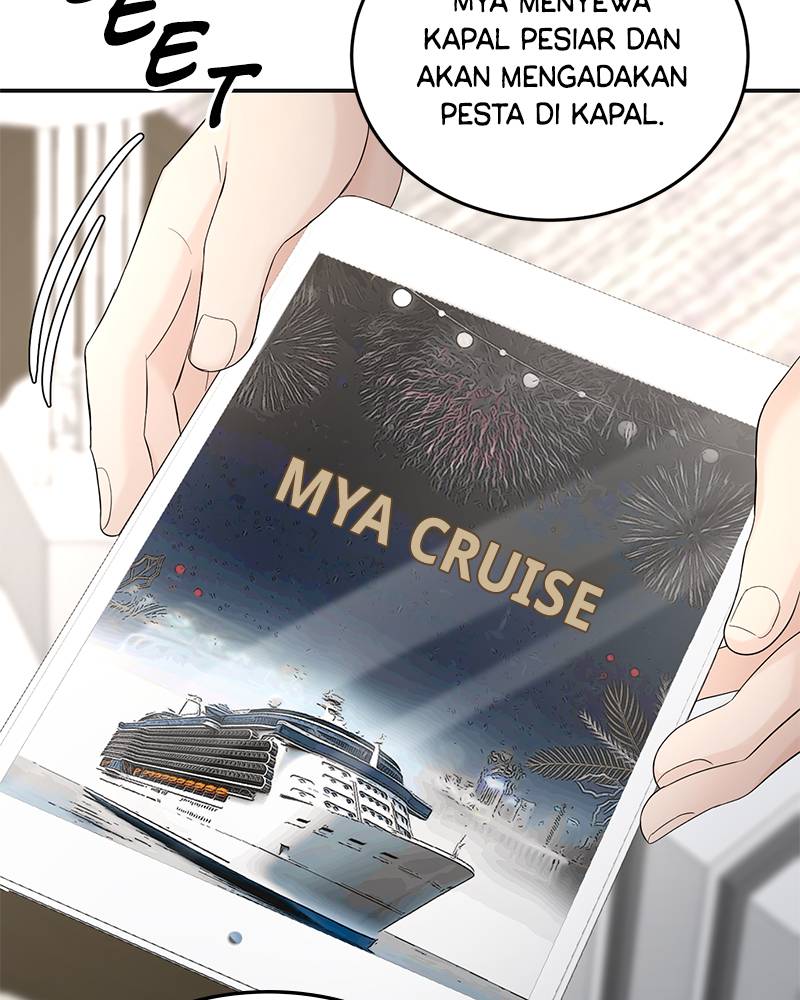 EET
MYA MENYEWA
KAPAL PESIAR DAN
AKAN MENGADAKAN
PESTA DI KAPAL.
MYA CRUISE